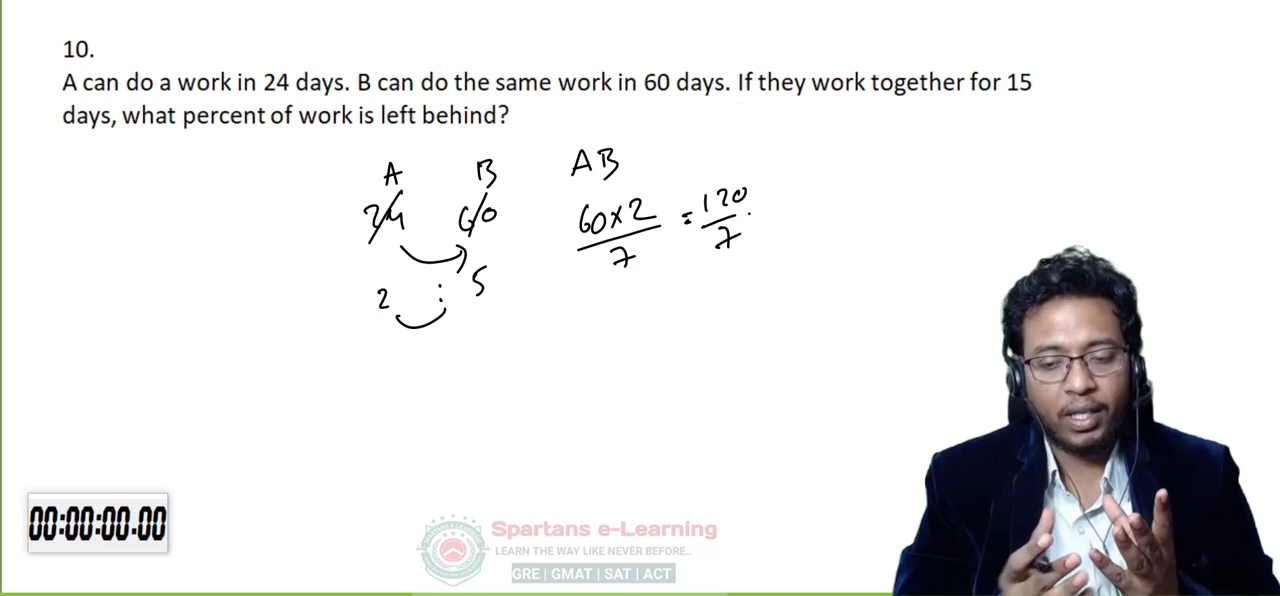 10.
A can do a work in 24 days. B can do the same work in 60 days. If they work together for 15
days, what percent of work is left behind?
A B AB
24 60 60×2/7 = 120/7
2 : 5
00:00:00.00
Spartans e-Learning
LEARN THE WAY LIKE NEVER BEFORE..
GRE | GMAT | SAT | ACT